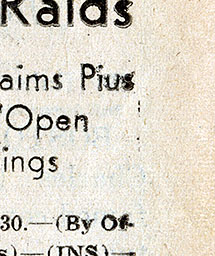 Raids
aims Pius
'Open
ings
30.—(By Of-
s)—(INS)—